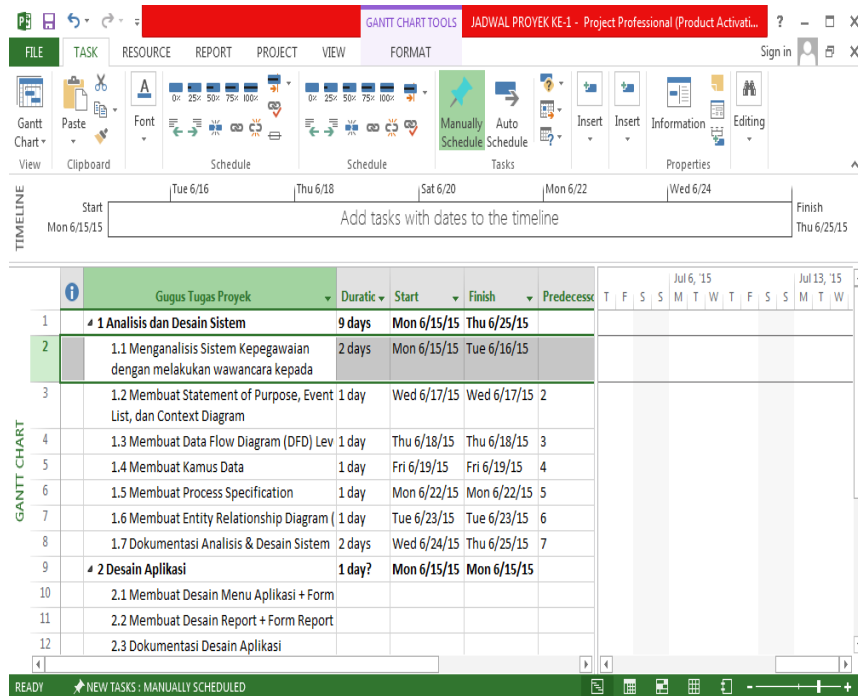 GANTT CHART TOOLS JADWAL PROYEK KE-1 - Project Professional (Product Activati...
FILE TASK RESOURCE REPORT PROJECT VIEW FORMAT Sign in
0% 25% 50% 75% 100% 0% 25% 50% 75% 100%
Gantt Chart Paste Font Manually Schedule Auto Schedule Insert Insert Information Editing
View Clipboard Schedule Schedule Tasks Properties
TIMELINE
Tue 6/16 Thu 6/18 Sat 6/20 Mon 6/22 Wed 6/24
Start
Mon 6/15/15
Add tasks with dates to the timeline
Finish
Thu 6/25/15
GANTT CHART
Gugus Tugas Proyek Duratic Start Finish Predecesso
Jul 6, '15 Jul 13, '15
T F S S M T W T F S S M T W
1 1 Analisis dan Desain Sistem 9 days Mon 6/15/15 Thu 6/25/15
2 1.1 Menganalisis Sistem Kepegawaian 2 days Mon 6/15/15 Tue 6/16/15
dengan melakukan wawancara kepada
3 1.2 Membuat Statement of Purpose, Event 1 day Wed 6/17/15 Wed 6/17/15 2
List, dan Context Diagram
4 1.3 Membuat Data Flow Diagram (DFD) Lev 1 day Thu 6/18/15 Thu 6/18/15 3
5 1.4 Membuat Kamus Data 1 day Fri 6/19/15 Fri 6/19/15 4
6 1.5 Membuat Process Specification 1 day Mon 6/22/15 Mon 6/22/15 5
7 1.6 Membuat Entity Relationship Diagram ( 1 day Tue 6/23/15 Tue 6/23/15 6
8 1.7 Dokumentasi Analisis & Desain Sistem 2 days Wed 6/24/15 Thu 6/25/15 7
9 2 Desain Aplikasi 1 day? Mon 6/15/15 Mon 6/15/15
10 2.1 Membuat Desain Menu Aplikasi + Form
11 2.2 Membuat Desain Report + Form Report
12 2.3 Dokumentasi Desain Aplikasi
READY NEW TASKS : MANUALLY SCHEDULED